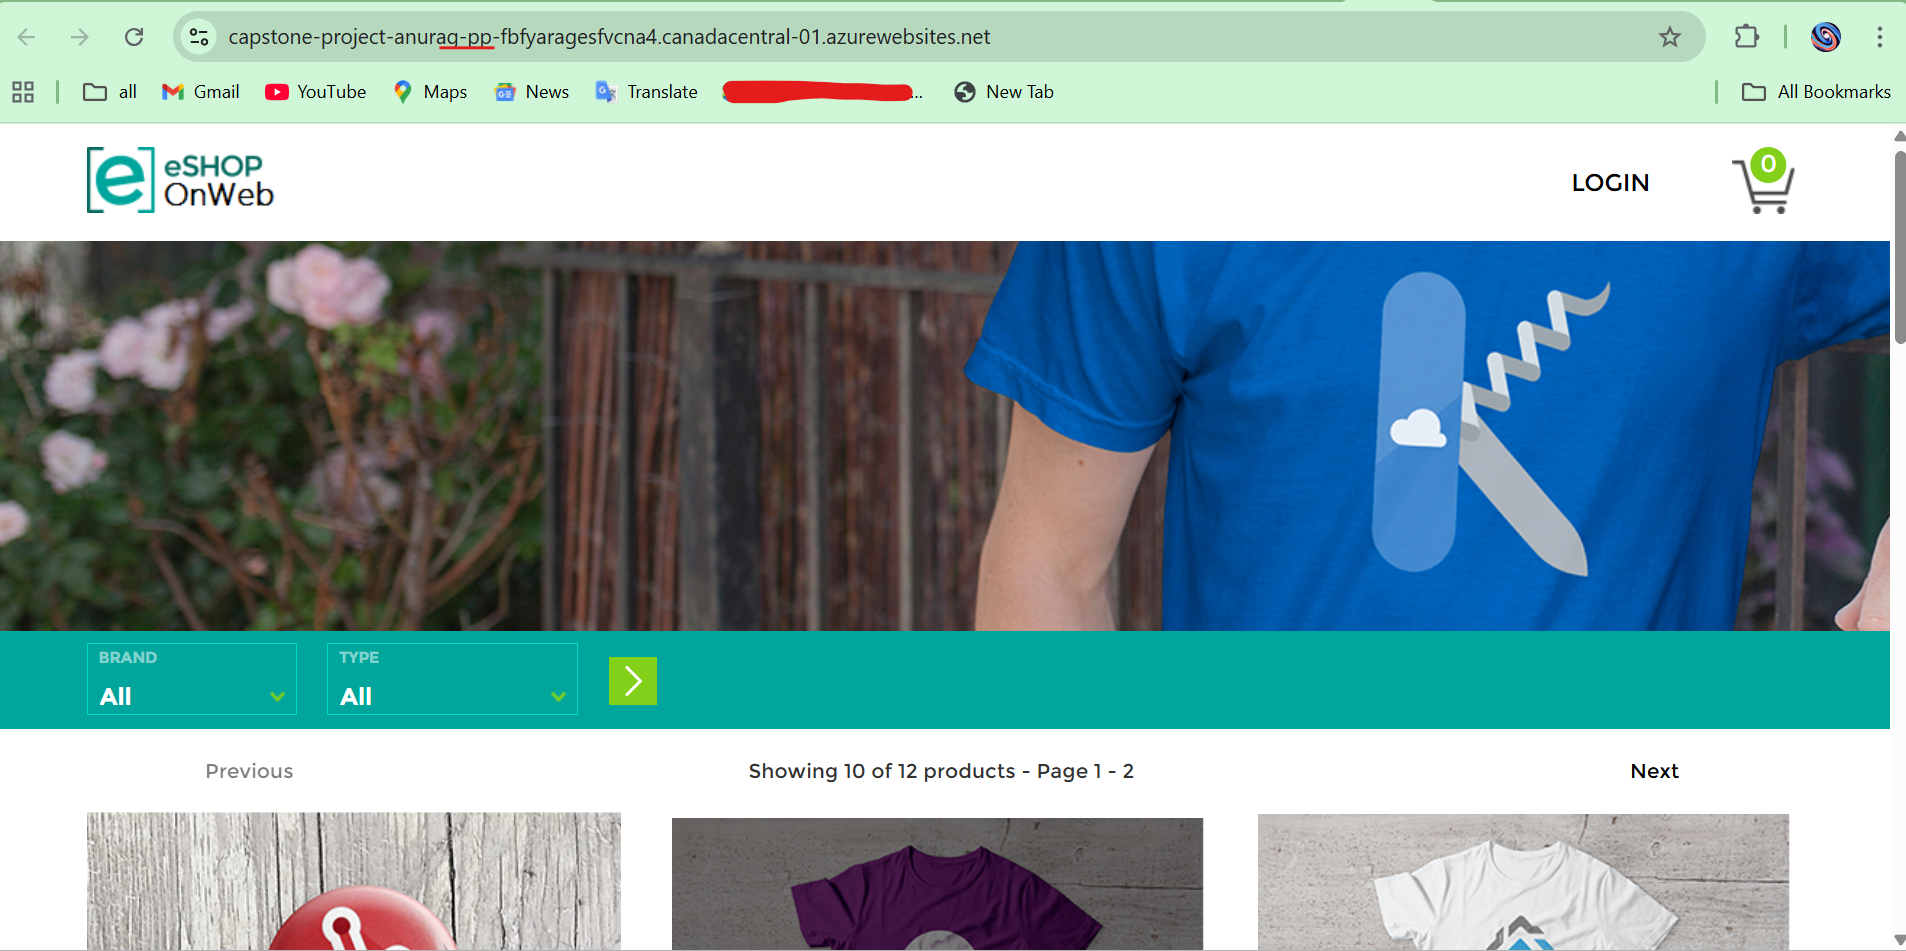 capstone-project-anurag-pp-fbfyaragesfvcna4.canadacentral-01.azurewebsites.net
all Gmail YouTube Maps News Translate ... New Tab All Bookmarks
eSHOP
OnWeb
LOGIN
0
BRAND
All
TYPE
All
Previous
Showing 10 of 12 products - Page 1 - 2
Next